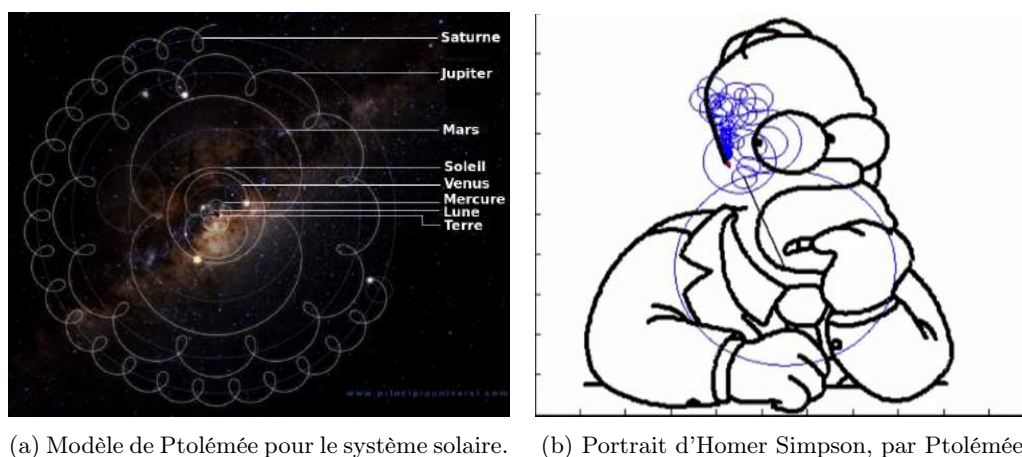 Saturne
Jupiter
Mars
Soleil
Venus
Mercure
Lune
Terre
www.principiauniversi.com
(a) Modèle de Ptolémée pour le système solaire.
(b) Portrait d'Homer Simpson, par Ptolémée